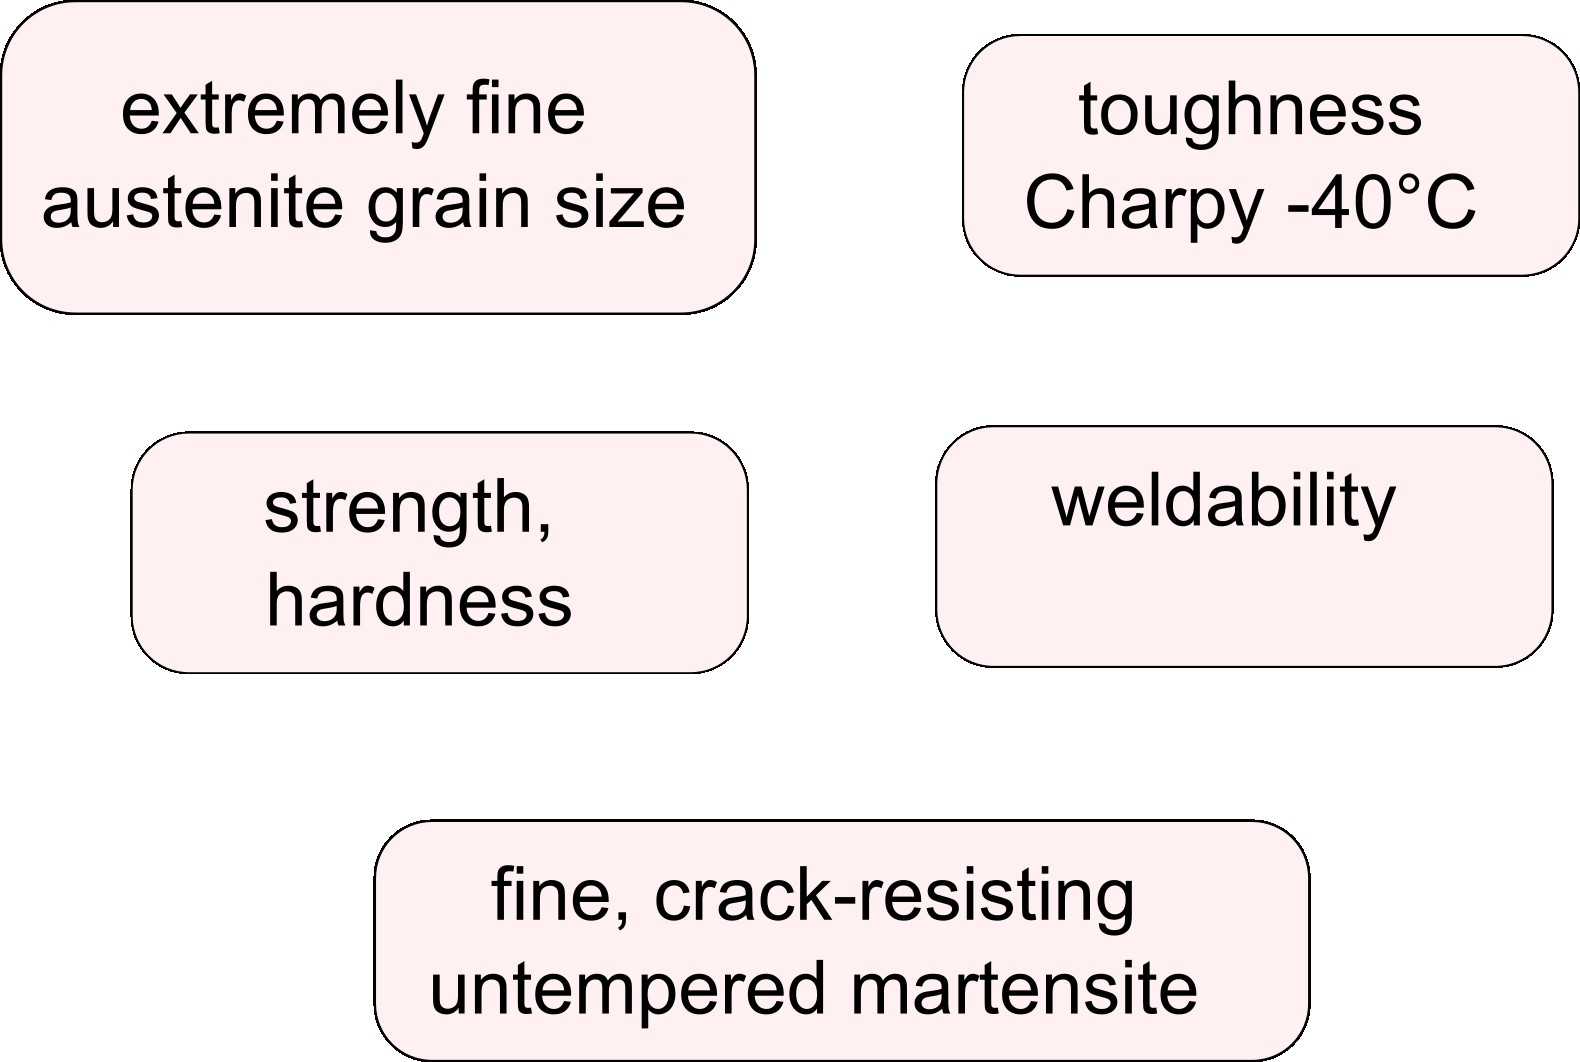 extremely fine
austenite grain size
toughness
Charpy -40°C
strength,
hardness
weldability
fine, crack-resisting
untempered martensite